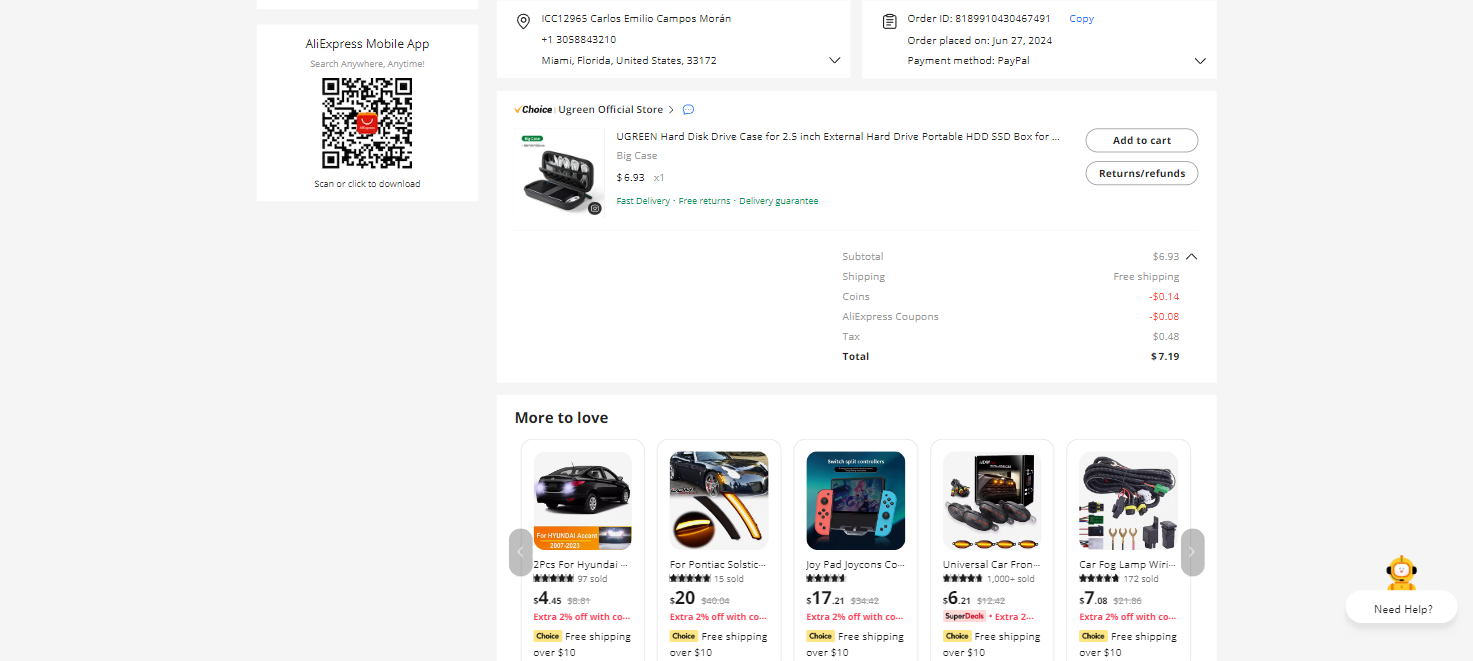 AliExpress Mobile App
Search Anywhere, Anytime!
Scan or click to download
ICC12965 Carlos Emilio Campos Morán
+1 3058843210
Miami, Florida, United States, 33172
Order ID: 8189910430467491 Copy
Order placed on: Jun 27, 2024
Payment method: PayPal
Choice Ugreen Official Store
Big Case
UGREEN Hard Disk Drive Case for 2.5 inch External Hard Drive Portable HDD SSD Box for ...
Big Case
$6.93 x1
Fast Delivery · Free returns · Delivery guarantee
Add to cart
Returns/refunds
Subtotal $6.93
Shipping Free shipping
Coins -$0.14
AliExpress Coupons -$0.08
Tax $0.48
Total $7.19
More to love
For HYUNDAI Accent
2007-2023
2Pcs For Hyundai ...
97 sold
$4.45 $8.81
Extra 2% off with co...
Choice Free shipping
over $10
For Pontiac Solstic...
15 sold
$20 $40.04
Extra 2% off with co...
Choice Free shipping
over $10
Switch split controllers
Joy Pad Joycons Co...
$17.21 $34.42
Extra 2% off with co...
Choice Free shipping
over $10
Universal Car Fron...
1,000+ sold
$6.21 $12.42
SuperDeals • Extra 2...
Choice Free shipping
over $10
Car Fog Lamp Wiri...
172 sold
$7.08 $21.86
Extra 2% off with co...
Choice Free shipping
over $10
Need Help?